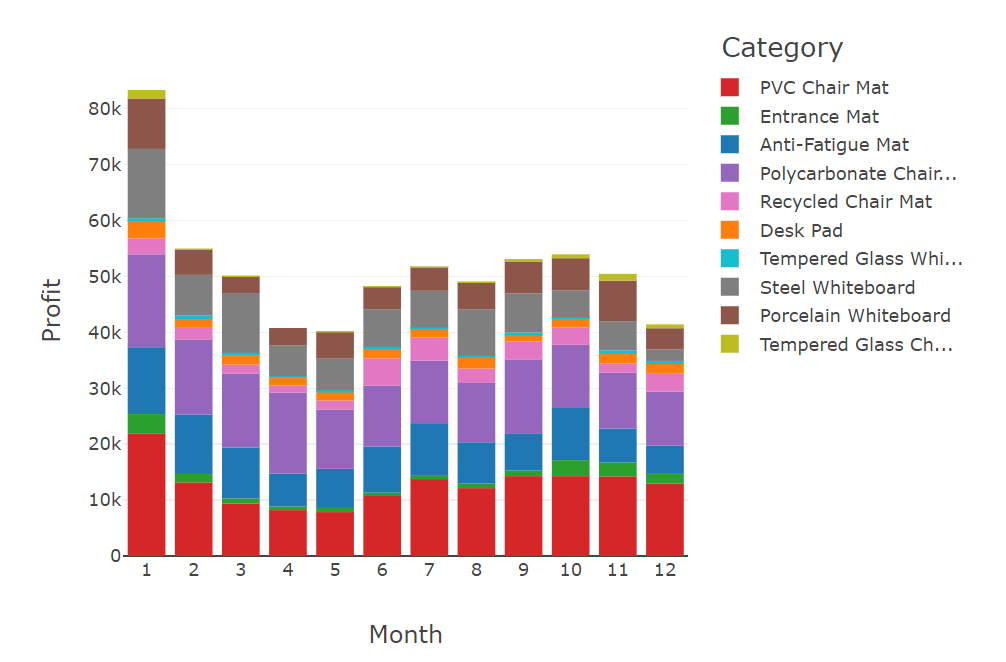 Category
PVC Chair Mat
Entrance Mat
Anti-Fatigue Mat
Polycarbonate Chair...
Recycled Chair Mat
Desk Pad
Tempered Glass Whi...
Steel Whiteboard
Porcelain Whiteboard
Tempered Glass Ch...
Profit
80k
70k
60k
50k
40k
30k
20k
10k
0
1 2 3 4 5 6 7 8 9 10 11 12
Month